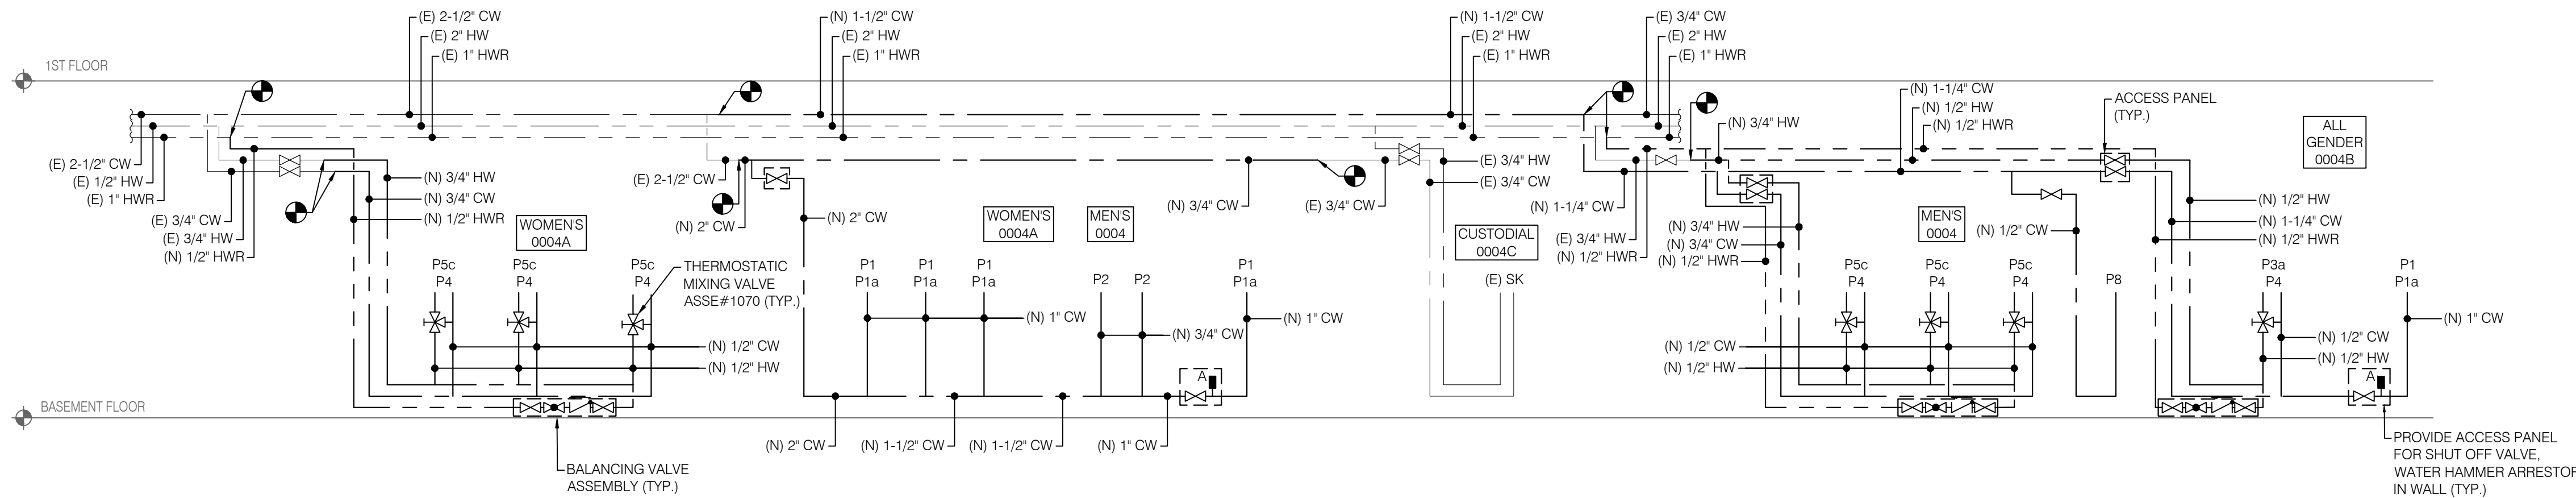 (E) 2-1/2" CW
(E) 2" HW
(E) 1" HWR
(N) 1-1/2" CW
(E) 2" HW
(E) 1" HWR
(N) 1-1/2" CW
(E) 2" HW
(E) 1" HWR
(E) 3/4" CW
(E) 2" HW
(E) 1" HWR
1ST FLOOR
(N) 1-1/4" CW
(N) 1/2" HW
(N) 1/2" HWR
ACCESS PANEL
(TYP.)
(N) 3/4" HW
ALL
GENDER
0004B
(E) 2-1/2" CW
(E) 1/2" HW
(E) 1" HWR
(E) 3/4" CW
(E) 3/4" HW
(N) 1/2" HWR
(N) 3/4" HW
(N) 3/4" CW
(N) 1/2" HWR
WOMEN'S
0004A
(E) 2-1/2" CW
(N) 2" CW
(N) 2" CW
WOMEN'S
0004A
MEN'S
0004
(N) 3/4" CW
(E) 3/4" CW
(E) 3/4" HW
(E) 3/4" CW
CUSTODIAL
0004C
(E) SK
(N) 1-1/4" CW
(E) 3/4" HW
(N) 1/2" HWR
(N) 3/4" HW
(N) 3/4" CW
(N) 1/2" HWR
MEN'S
0004
(N) 1/2" CW
(N) 1/2" HW
(N) 1-1/4" CW
(N) 1/2" HWR
P5c
P4
P5c
P4
P5c
P4
THERMOSTATIC
MIXING VALVE
ASSE#1070 (TYP.)
P1
P1a
P1
P1a
P1
P1a
P2
P2
P1
P1a
P5c
P4
P5c
P4
P5c
P4
P8
P3a
P4
P1
P1a
(N) 1" CW
(N) 3/4" CW
(N) 1" CW
(N) 1" CW
(N) 1/2" CW
(N) 1/2" HW
(N) 1/2" CW
(N) 1/2" HW
(N) 1/2" CW
(N) 1/2" HW
A
A
BASEMENT FLOOR
(N) 2" CW
(N) 1-1/2" CW
(N) 1-1/2" CW
(N) 1" CW
BALANCING VALVE
ASSEMBLY (TYP.)
PROVIDE ACCESS PANEL
FOR SHUT OFF VALVE,
WATER HAMMER ARRESTOR
IN WALL (TYP.)